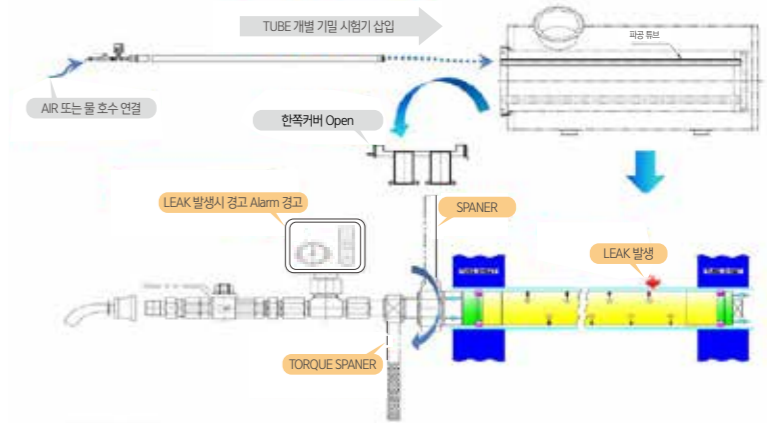 TUBE 개별 기밀 시험기 삽입
파공 튜브
AIR 또는 물 호수 연결
한쪽커버 Open
LEAK 발생시 경고 Alarm 경고
SPANER
LEAK 발생
TORQUE SPANER